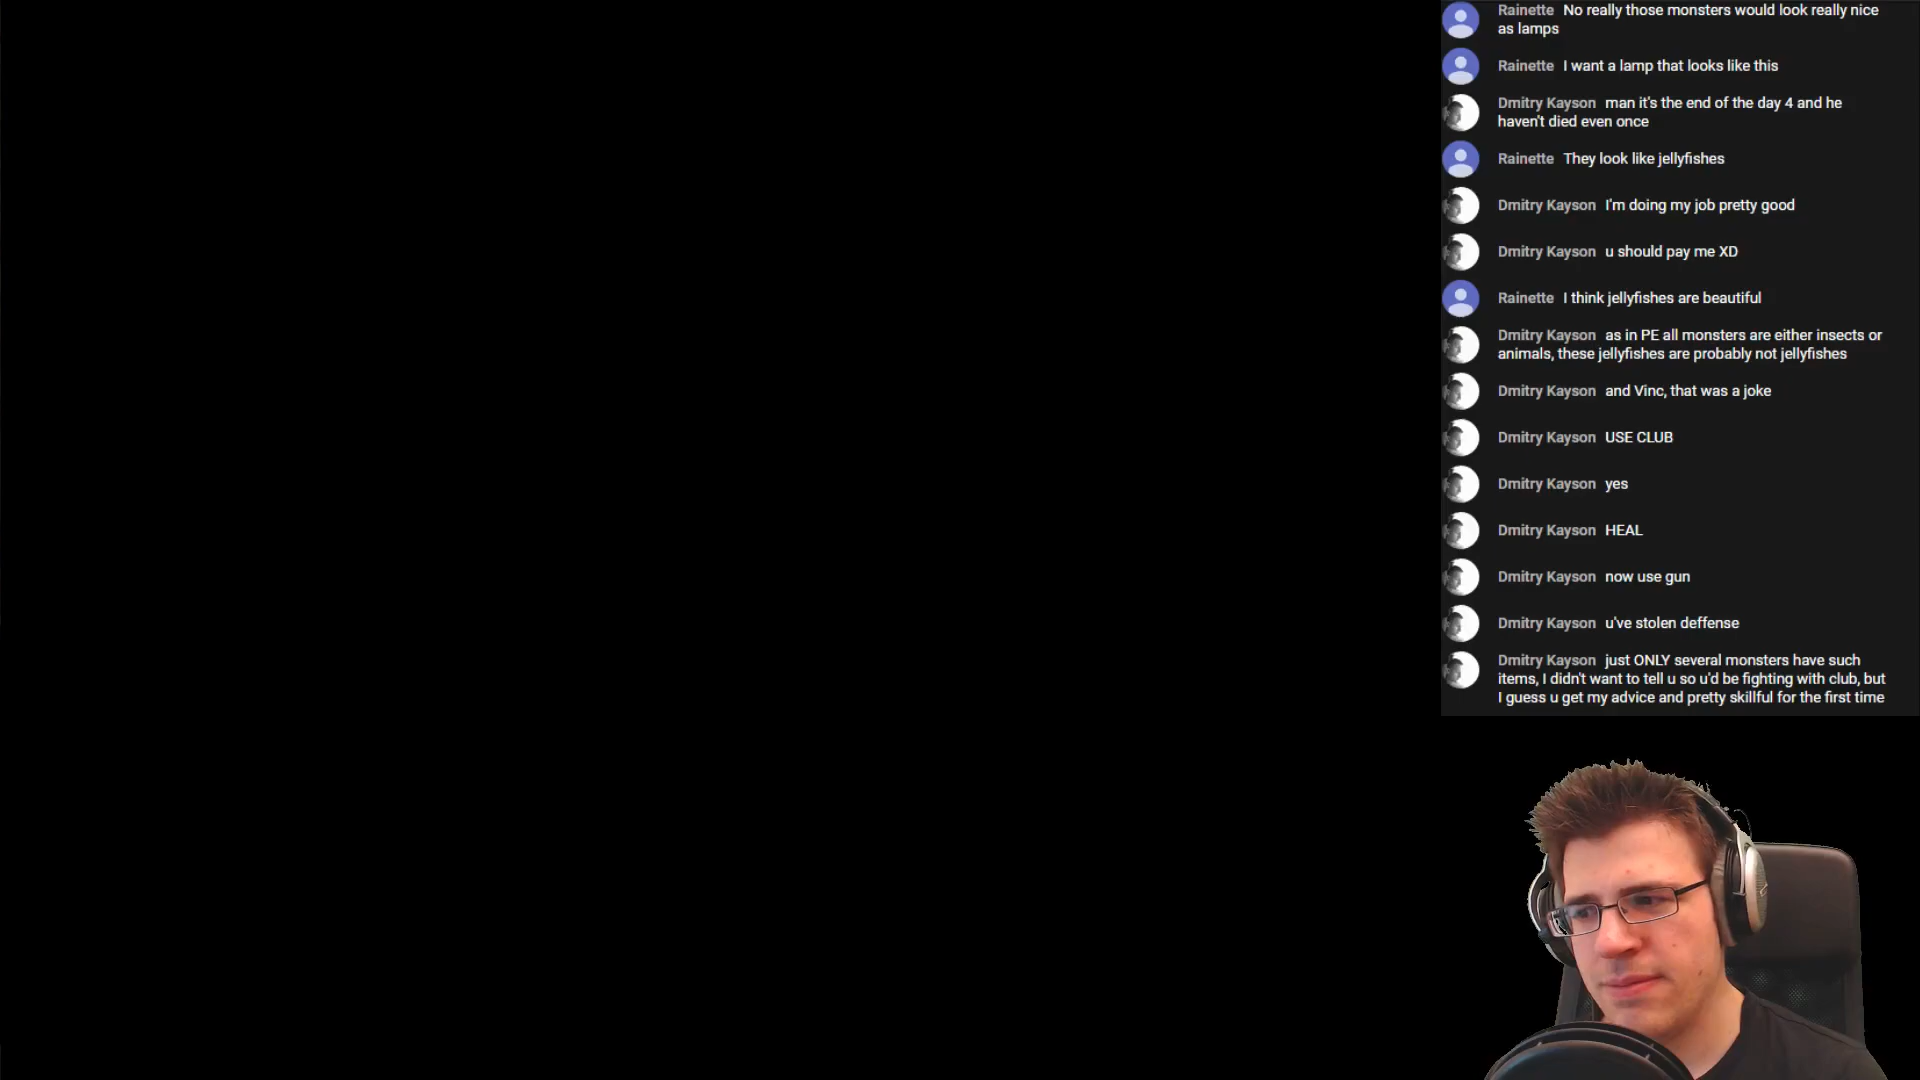 Rainette No really those monsters would look really nice
as lamps
Rainette I want a lamp that looks like this
Dmitry Kayson man it's the end of the day 4 and he
haven't died even once
Rainette They look like jellyfishes
Dmitry Kayson I'm doing my job pretty good
Dmitry Kayson u should pay me XD
Rainette I think jellyfishes are beautiful
Dmitry Kayson as in PE all monsters are either insects or
animals, these jellyfishes are probably not jellyfishes
Dmitry Kayson and Vinc, that was a joke
Dmitry Kayson USE CLUB
Dmitry Kayson yes
Dmitry Kayson HEAL
Dmitry Kayson now use gun
Dmitry Kayson u've stolen deffense
Dmitry Kayson just ONLY several monsters have such
items, I didn't want to tell u so u'd be fighting with club, but
I guess u get my advice and pretty skillful for the first time